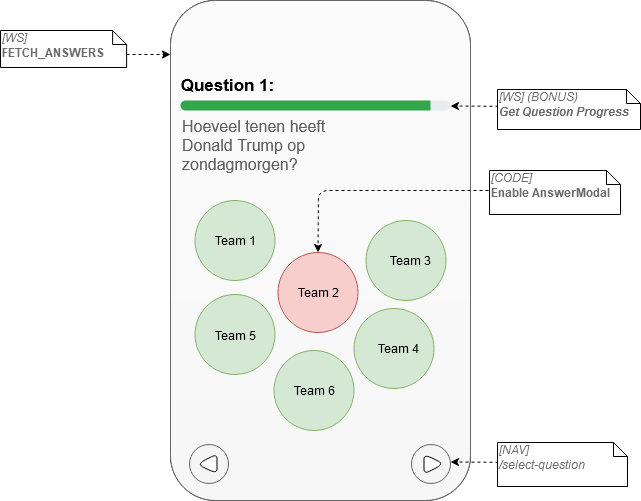 [WS]
FETCH_ANSWERS
Question 1:
[WS] (BONUS)
Get Question Progress
Hoeveel tenen heeft
Donald Trump op
zondagmorgen?
[CODE]
Enable AnswerModal
Team 1
Team 3
Team 2
Team 5
Team 4
Team 6
[NAV]
/select-question